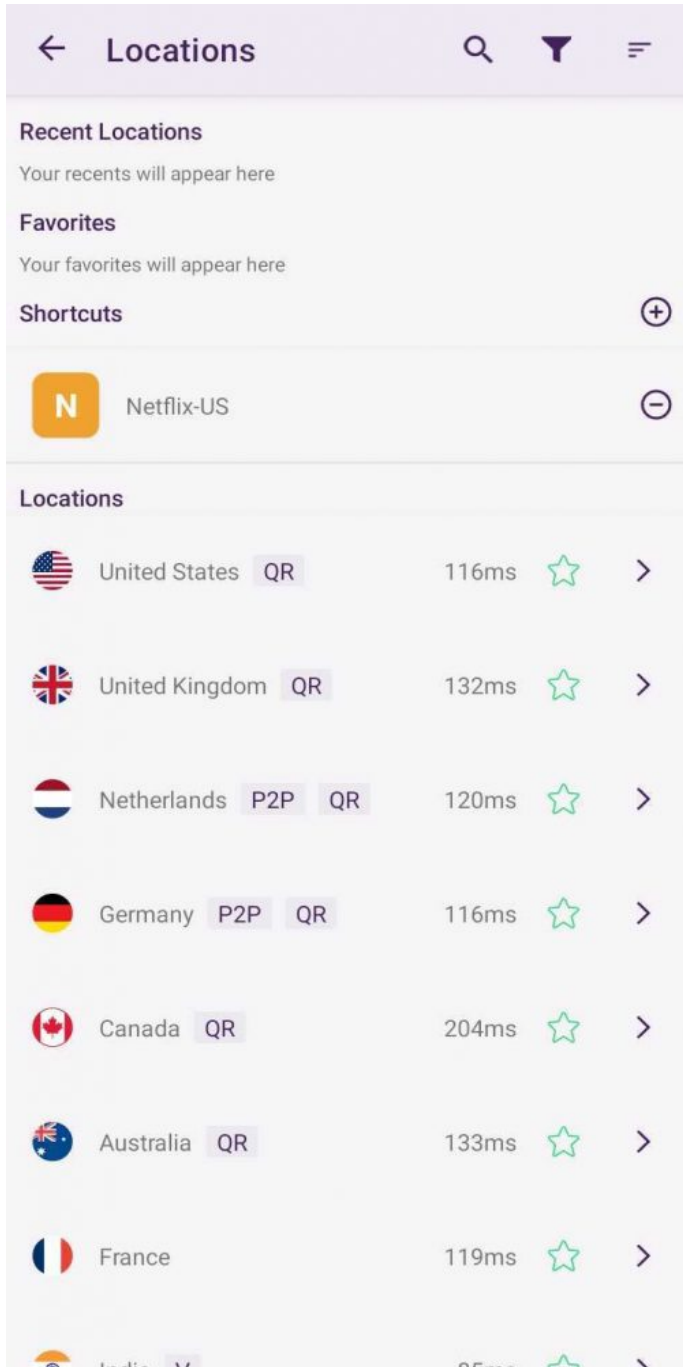 Locations
Recent Locations
Your recents will appear here
Favorites
Your favorites will appear here
Shortcuts
N Netflix-US
Locations
United States QR 116ms
United Kingdom QR 132ms
Netherlands P2P QR 120ms
Germany P2P QR 116ms
Canada QR 204ms
Australia QR 133ms
France 119ms
India V